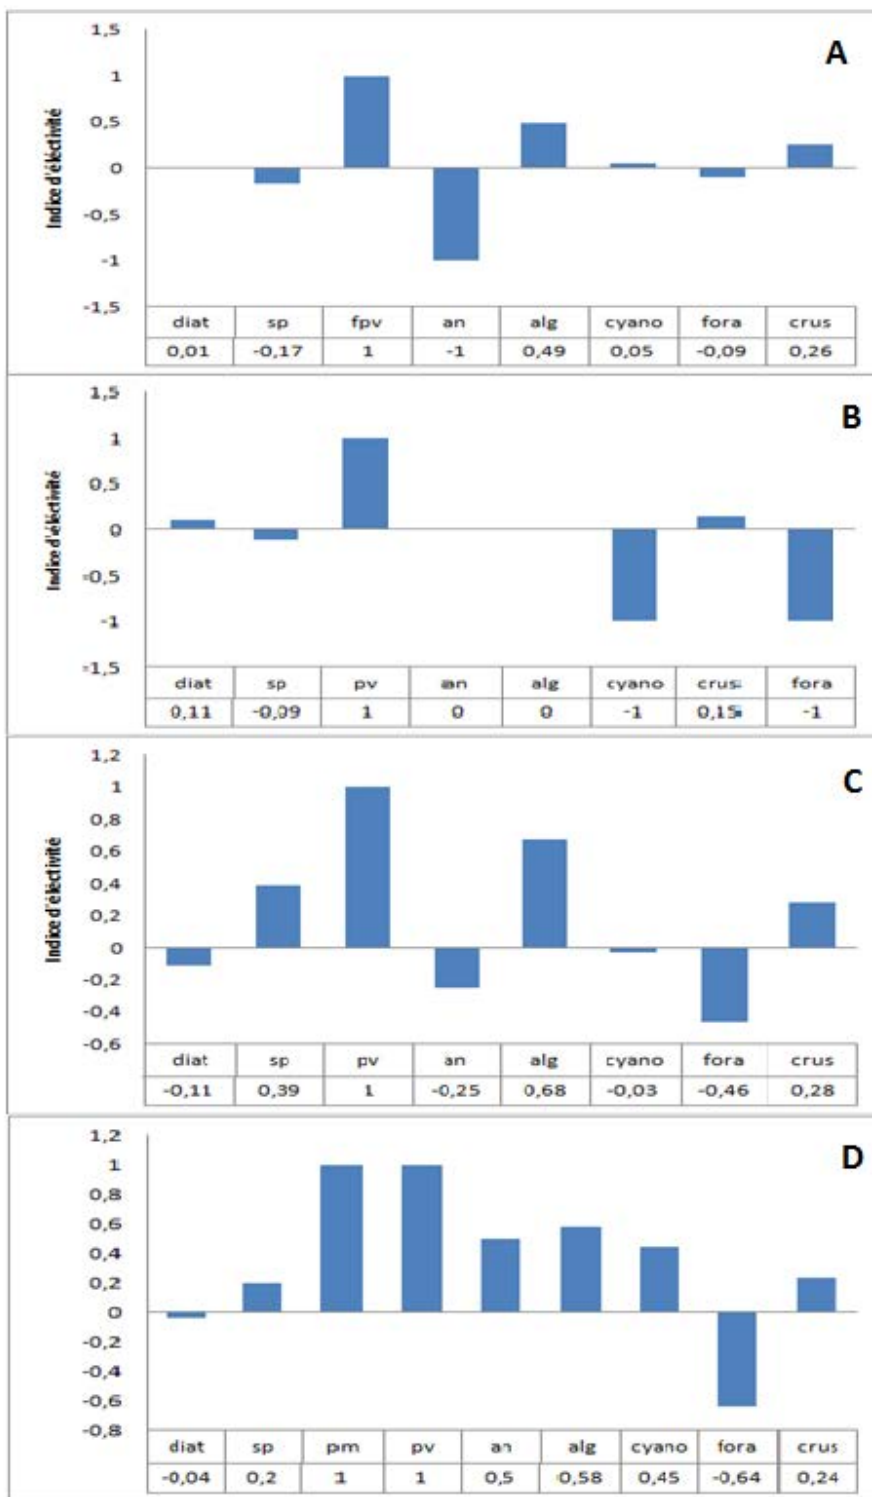 A
Indice d'éléctivité
1,5
1
0,5
0
-0,5
-1
-1,5
diat sp fpv an alg cyano fora crus
0,01 -0,17 1 -1 0,49 0,05 -0,09 0,26
B
Indice d'éléctivité
1,5
1
0,5
0
-0,5
-1
-1,5
diat sp pv an alg cyano crus fora
0,11 -0,09 1 0 0 -1 0,15 -1
C
Indice d'éléctivité
1,2
1
0,8
0,6
0,4
0,2
0
-0,2
-0,4
-0,6
diat sp pv an alg cyano fora crus
-0,11 0,39 1 -0,25 0,68 -0,03 -0,46 0,28
D
1,2
1
0,8
0,6
0,4
0,2
0
-0,2
-0,4
-0,6
-0,8
diat sp pm pv an alg cyano fora crus
-0,04 0,2 1 1 0,5 0,58 0,45 -0,64 0,24